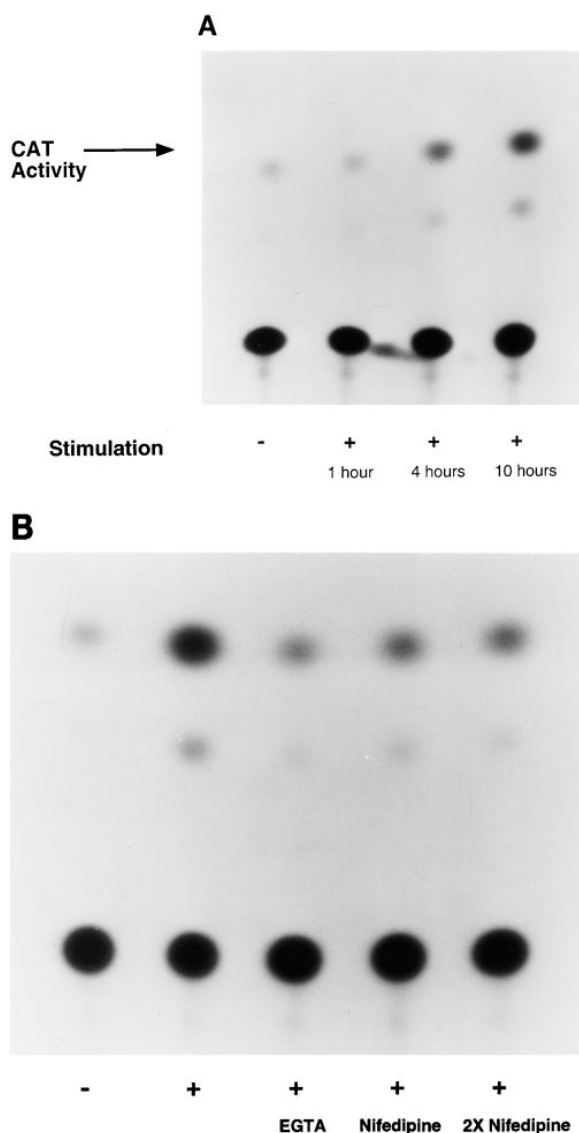 A
CAT
Activity
Stimulation - + + +
1 hour 4 hours 10 hours
B
- + + + +
EGTA Nifedipine 2X Nifedipine